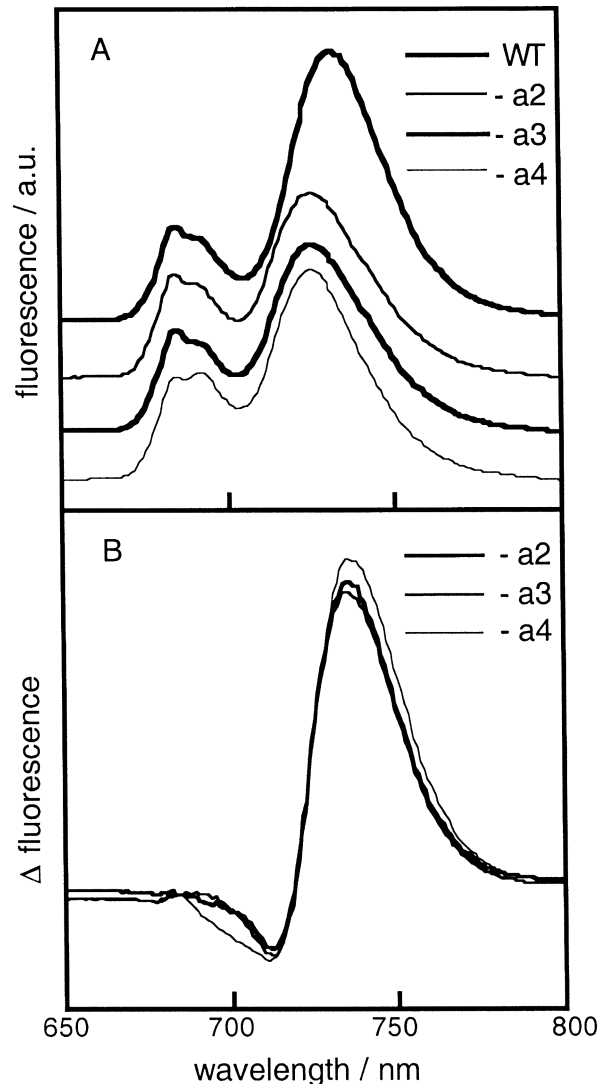 A
WT
- a2
- a3
- a4
fluorescence / a.u.
B
- a2
- a3
- a4
Δ fluorescence
650 700 750 800
wavelength / nm